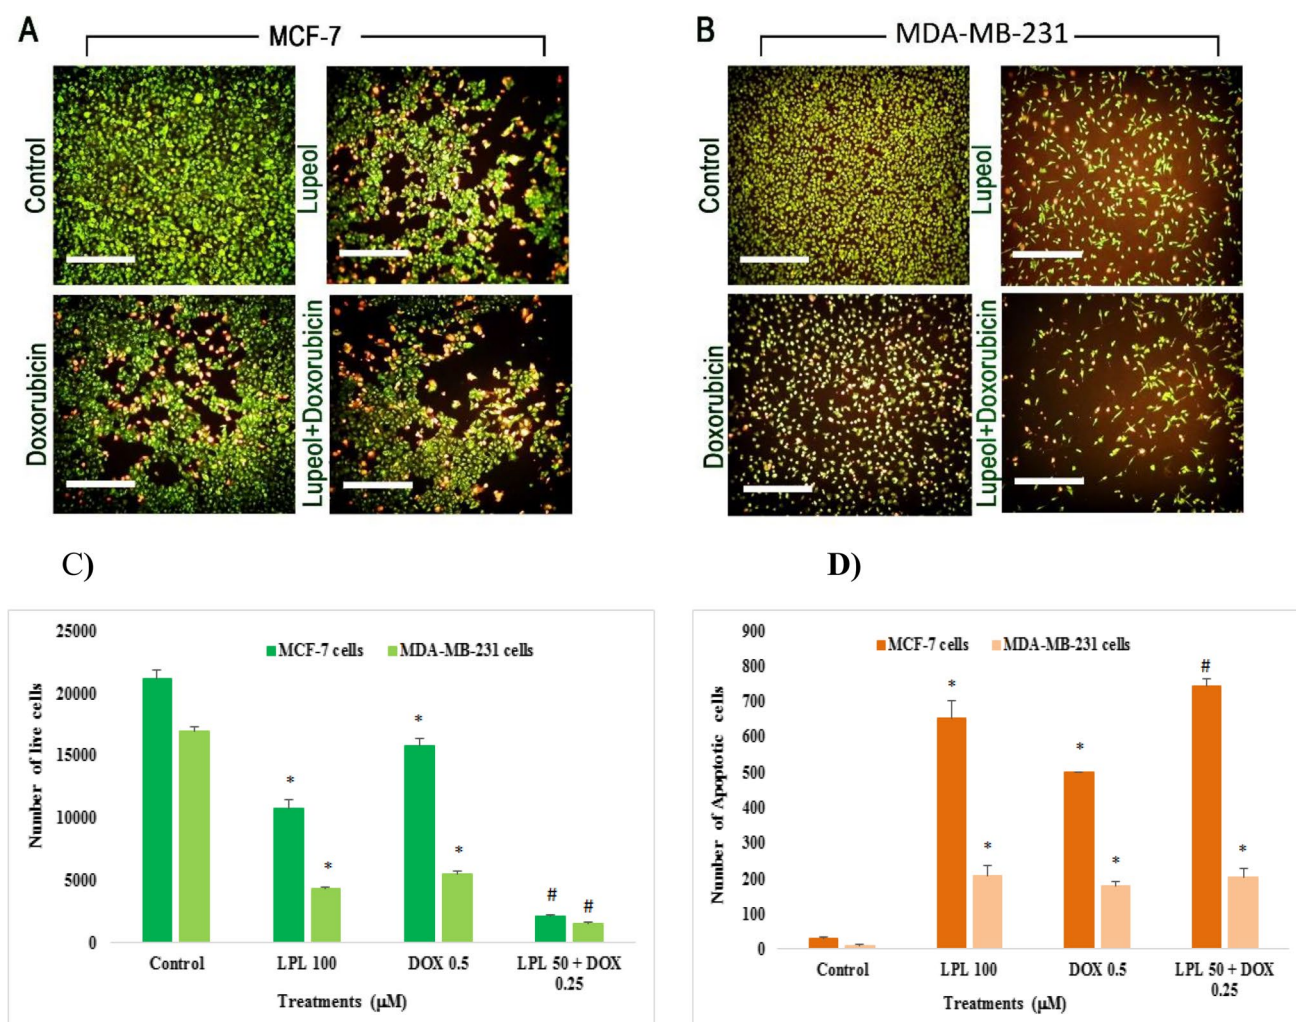 A
MCF-7
B
MDA-MB-231
Control
Lupeol
Control
Lupeol
Doxorubicin
Lupeol+Doxorubicin
Doxorubicin
Lupeol+Doxorubicin
C)
D)
25000
20000
15000
10000
5000
0
Number of live cells
MCF-7 cells
MDA-MB-231 cells
*
*
*
*
#
#
Control
LPL 100
DOX 0.5
LPL 50 + DOX
0.25
Treatments (µM)
900
800
700
600
500
400
300
200
100
0
Number of Apoptotic cells
MCF-7 cells
MDA-MB-231 cells
*
*
*
*
#
*
Control
LPL 100
DOX 0.5
LPL 50 + DOX
0.25
Treatments (µM)